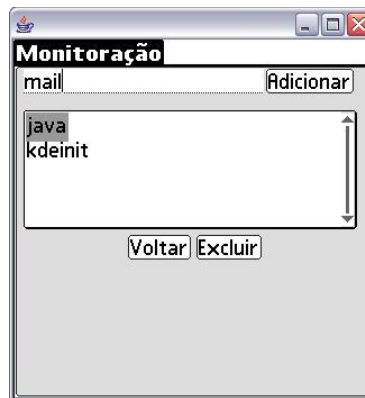 Monitoração
mail Adicionar
java
kdeinit
Voltar Excluir